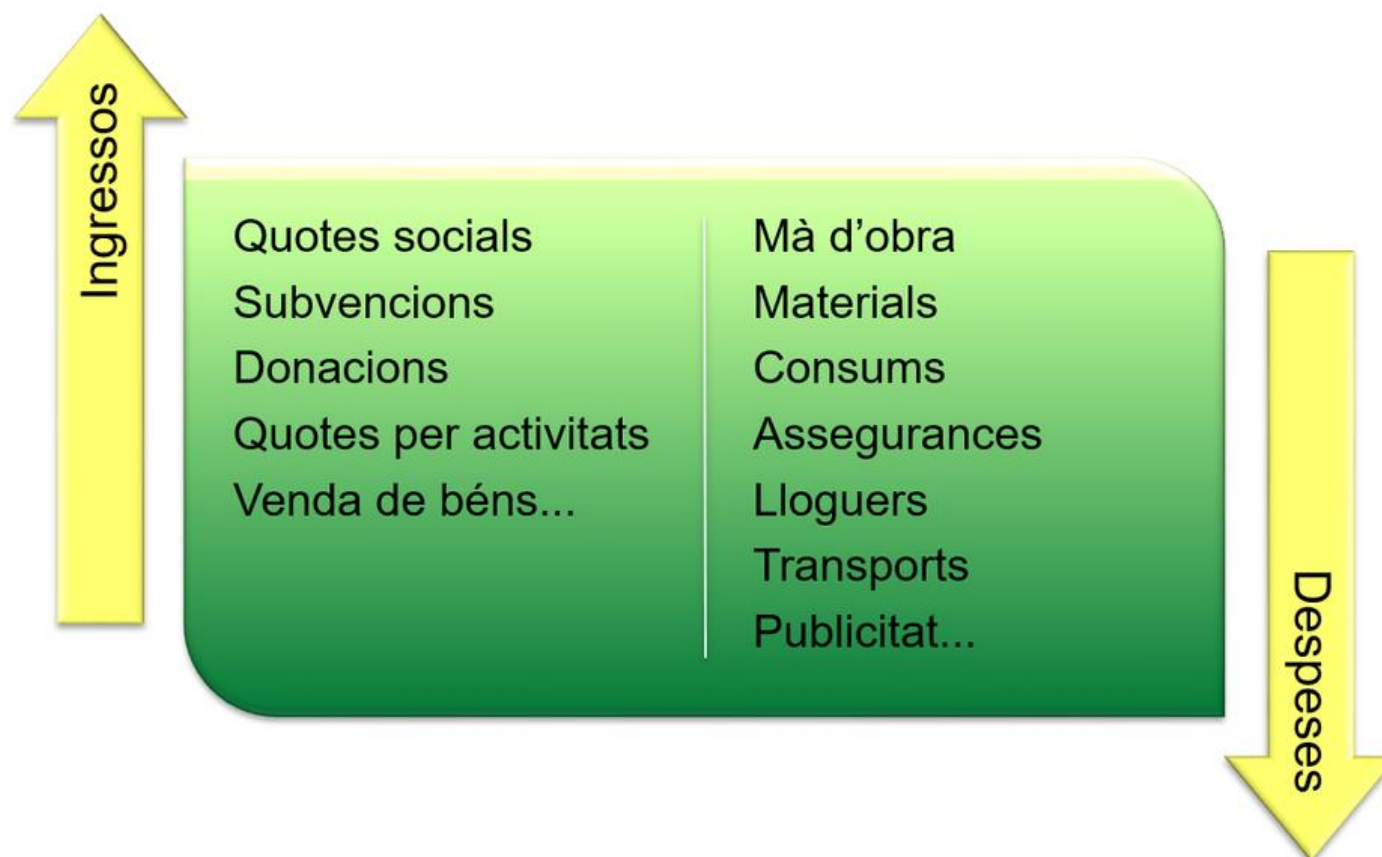 Ingressos
Quotes socials
Subvencions
Donacions
Quotes per activitats
Venda de béns...
Mà d’obra
Materials
Consums
Assegurances
Lloguers
Transports
Publicitat...
Despeses